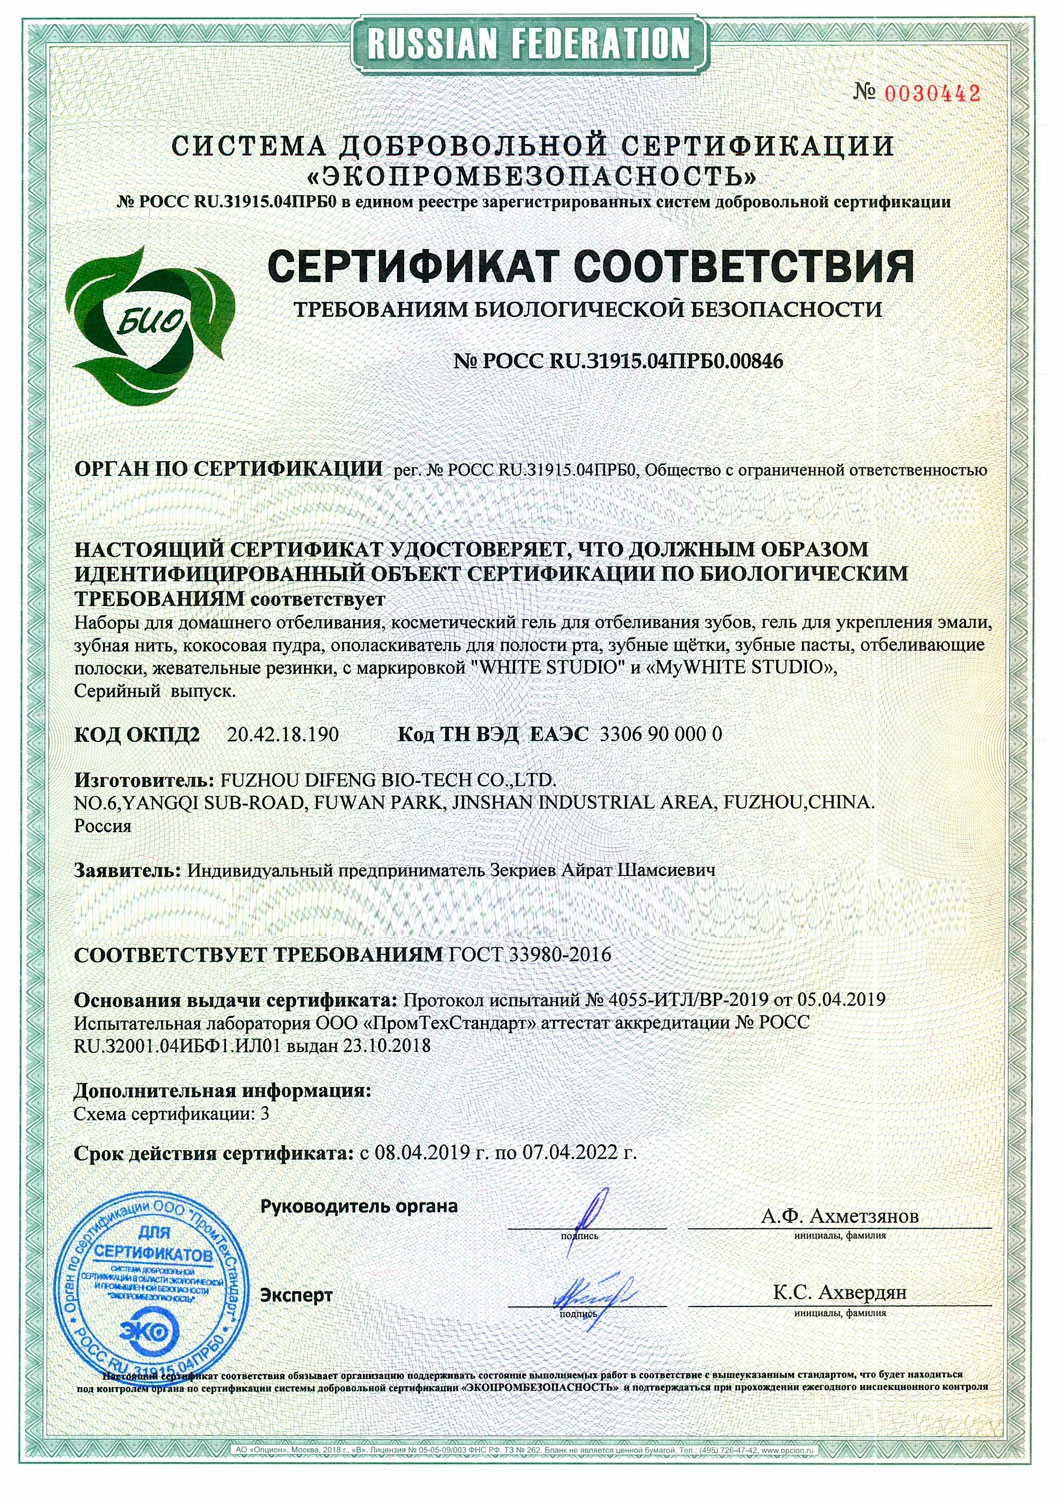 RUSSIAN FEDERATION
№ 0030442
СИСТЕМА ДОБРОВОЛЬНОЙ СЕРТИФИКАЦИИ
«ЭКОПРОМБЕЗОПАСНОСТЬ»
№ РОСС RU.31915.04ПРБ0 в едином реестре зарегистрированных систем добровольной сертификации
БИО
СЕРТИФИКАТ СООТВЕТСТВИЯ
ТРЕБОВАНИЯМ БИОЛОГИЧЕСКОЙ БЕЗОПАСНОСТИ
№ РОСС RU.31915.04ПРБ0.00846
ОРГАН ПО СЕРТИФИКАЦИИ рег. № РОСС RU.31915.04ПРБ0, Общество с ограниченной ответственностью
НАСТОЯЩИЙ СЕРТИФИКАТ УДОСТОВЕРЯЕТ, ЧТО ДОЛЖНЫМ ОБРАЗОМ
ИДЕНТИФИЦИРОВАННЫЙ ОБЪЕКТ СЕРТИФИКАЦИИ ПО БИОЛОГИЧЕСКИМ
ТРЕБОВАНИЯМ соответствует
Наборы для домашнего отбеливания, косметический гель для отбеливания зубов, гель для укрепления эмали,
зубная нить, кокосовая пудра, ополаскиватель для полости рта, зубные щётки, зубные пасты, отбеливающие
полоски, жевательные резинки, с маркировкой "WHITE STUDIO" и «MyWHITE STUDIO»,
Серийный выпуск.
КОД ОКПД2 20.42.18.190 Код ТН ВЭД ЕАЭС 3306 90 000 0
Изготовитель: FUZHOU DIFENG BIO-TECH CO.,LTD.
NO.6,YANGQI SUB-ROAD, FUWAN PARK, JINSHAN INDUSTRIAL AREA, FUZHOU,CHINA.
Россия
Заявитель: Индивидуальный предприниматель Зекриев Айрат Шамсиевич
СООТВЕТСТВУЕТ ТРЕБОВАНИЯМ ГОСТ 33980-2016
Основания выдачи сертификата: Протокол испытаний № 4055-ИТЛ/ВР-2019 от 05.04.2019
Испытательная лаборатория ООО «ПромТехСтандарт» аттестат аккредитации № РОСС
RU.32001.04ИБФ1.ИЛ01 выдан 23.10.2018
Дополнительная информация:
Схема сертификации: 3
Срок действия сертификата: с 08.04.2019 г. по 07.04.2022 г.
Руководитель органа
подпись
А.Ф. Ахметзянов
инициалы, фамилия
Эксперт
подпись
К.С. Ахвердян
инициалы, фамилия
Орган по сертификации ООО "ПромТехСтандарт"
ДЛЯ
СЕРТИФИКАТОВ
СИСТЕМА ДОБРОВОЛЬНОЙ
СЕРТИФИКАЦИИ В ОБЛАСТИ ЭКОЛОГИЧЕСКОЙ
И ПРОМЫШЛЕННОЙ БЕЗОПАСНОСТИ
"ЭКОПРОМБЕЗОПАСНОСТЬ"
ЭКО
РОСС RU.31915.04ПРБ0
Настоящий сертификат соответствия обязывает организацию поддерживать состояние выполняемых работ в соответствие с вышеуказанным стандартом, что будет находиться
под контролем органа по сертификации системы добровольной сертификации «ЭКОПРОМБЕЗОПАСНОСТЬ» и подтверждаться при прохождении ежегодного инспекционного контроля
АО «Опцион», Москва, 2018 г., «В». Лицензия № 05-05-09/003 ФНС РФ. ТЗ № 262. Бланк не является ценной бумагой. Тел.: (495) 726-47-42, www.opcion.ru